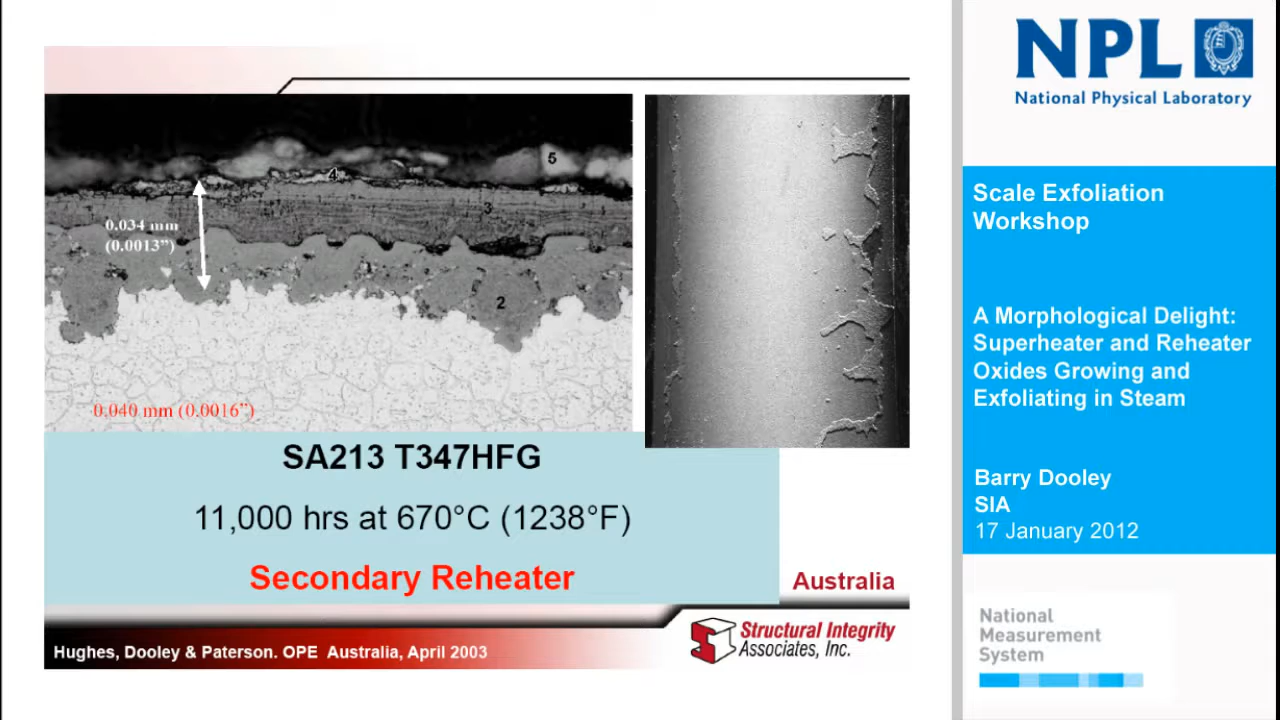 5
4
3
0.034 mm
(0.0013”)
2
0.040 mm (0.0016”)
SA213 T347HFG
11,000 hrs at 670°C (1238°F)
Secondary Reheater
Australia
Hughes, Dooley & Paterson. OPE Australia, April 2003
Structural Integrity
Associates, Inc.
NPL
National Physical Laboratory
Scale Exfoliation
Workshop
A Morphological Delight:
Superheater and Reheater
Oxides Growing and
Exfoliating in Steam
Barry Dooley
SIA
17 January 2012
National
Measurement
System